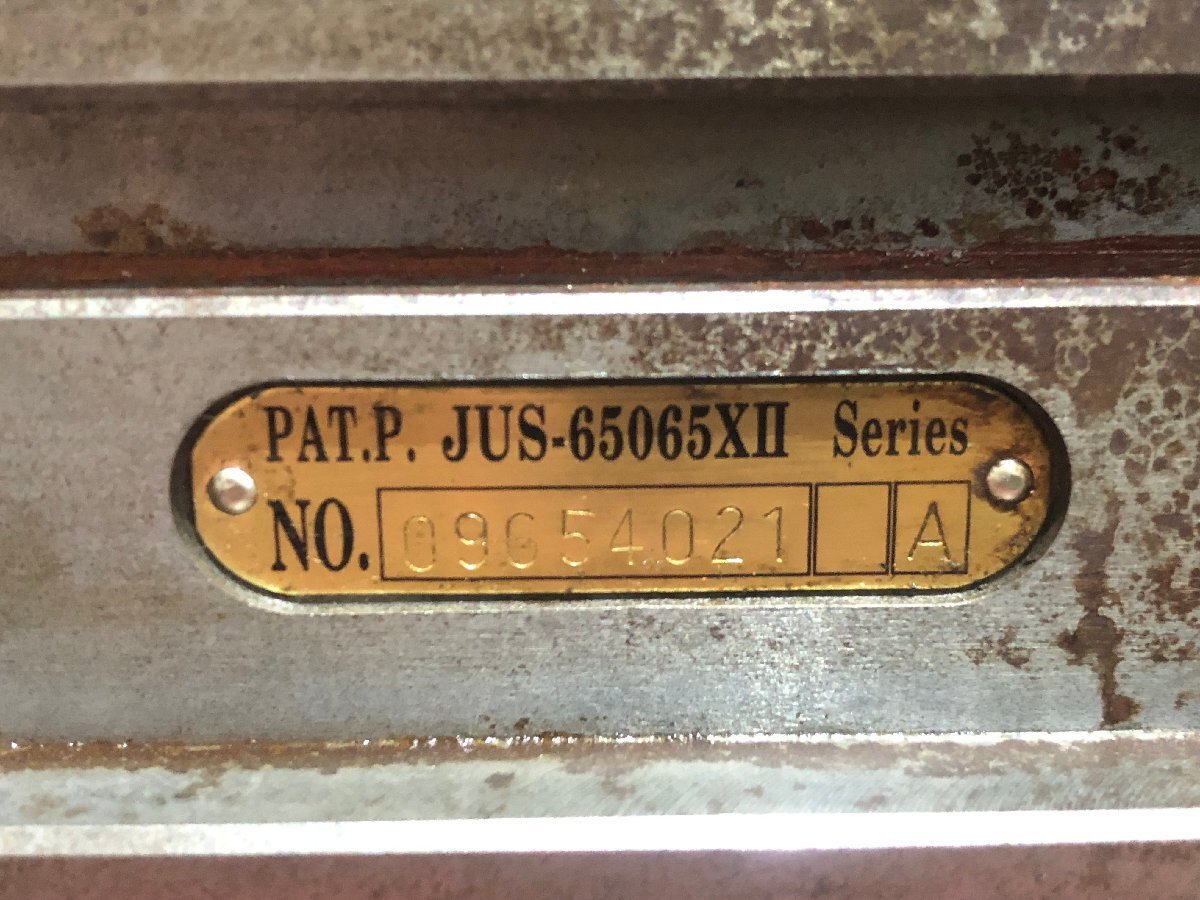 PAT.P. JUS-65065XII Series
NO. 09654021 A